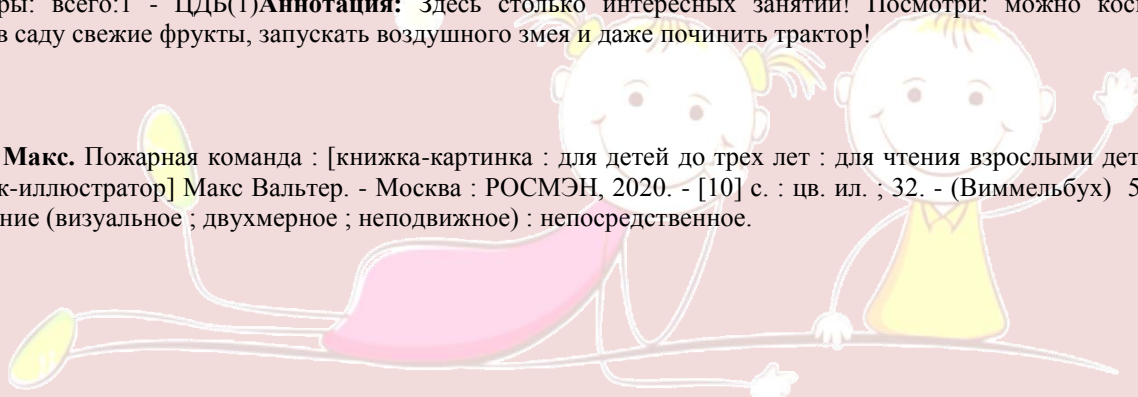 ры: всего:1 - ЦДБ(1)Аннотация: Здесь столько интересных занятий! Посмотри: можно кос
в саду свежие фрукты, запускать воздушного змея и даже починить трактор!
Макс. Пожарная команда : [книжка-картинка : для детей до трех лет : для чтения взрослыми дет
к-иллюстратор] Макс Вальтер. - Москва : РОСМЭН, 2020. - [10] с. : цв. ил. ; 32. - (Виммельбух) 5
ние (визуальное ; двухмерное ; неподвижное) : непосредственное.